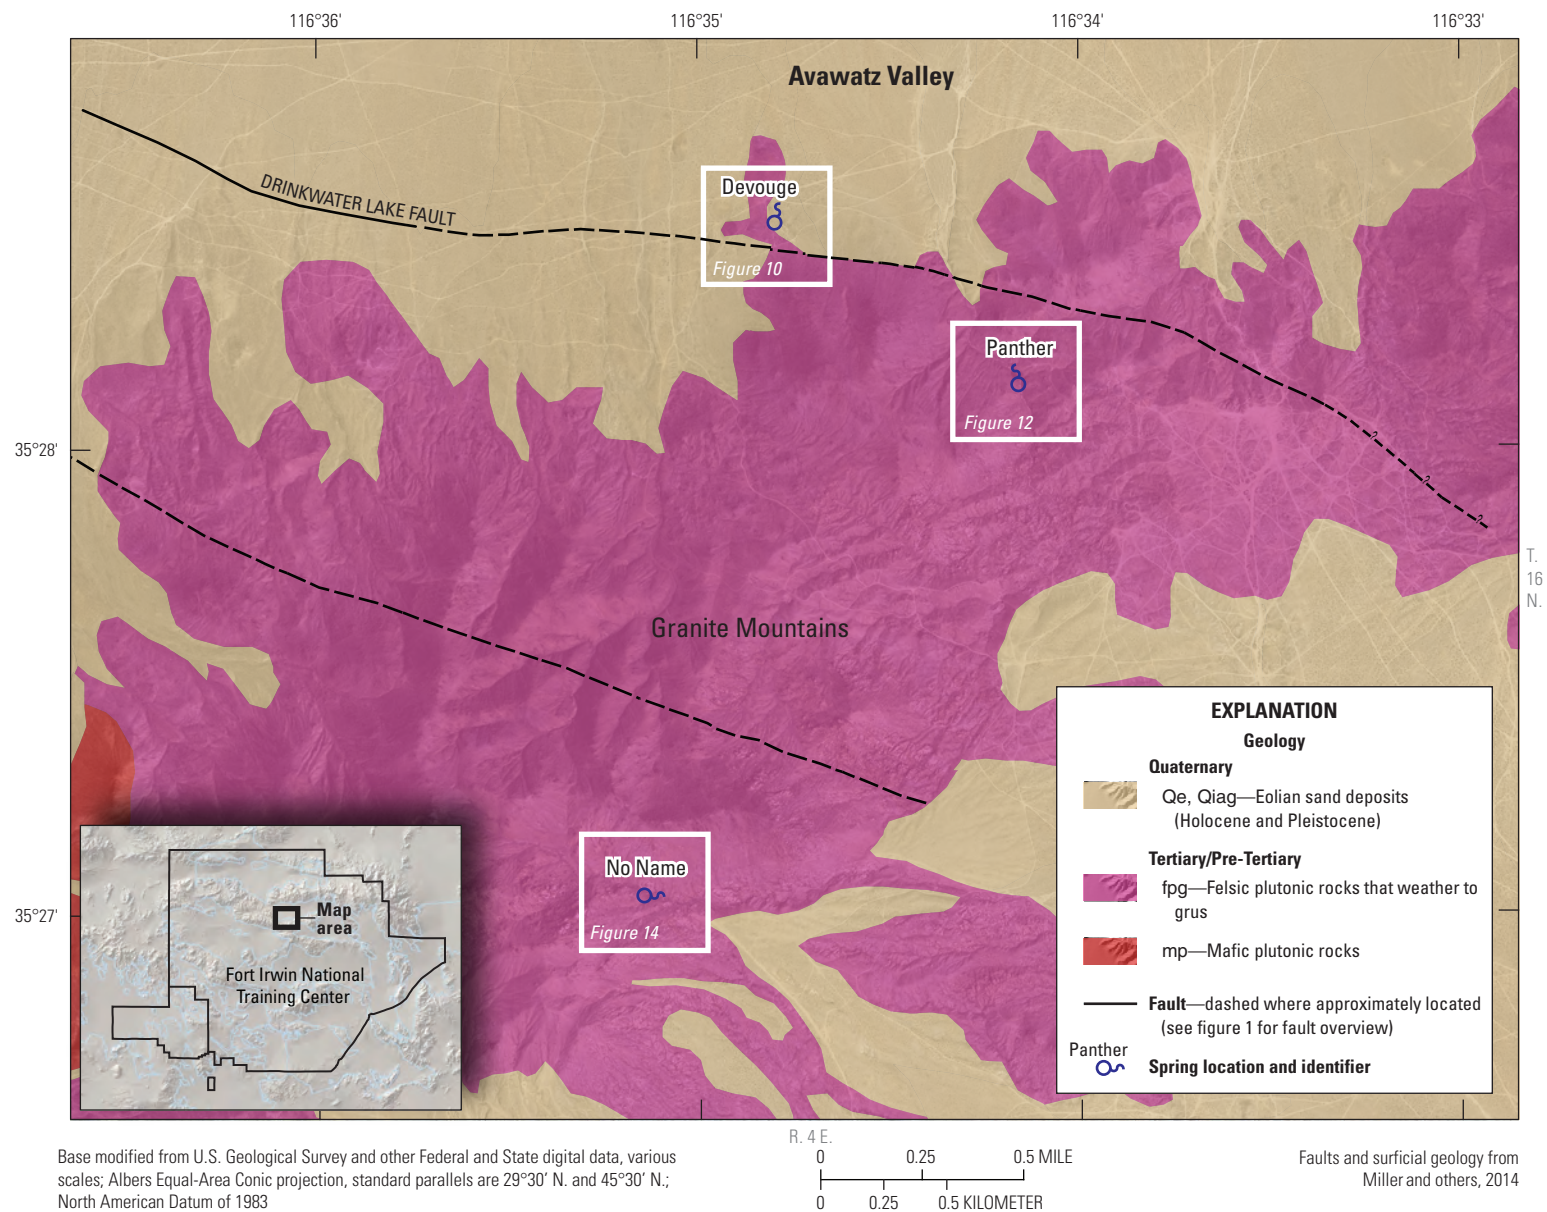 116°36'
116°35'
116°34'
116°33'
Avawatz Valley
DRINKWATER LAKE FAULT
Devouge
Figure 10
Panther
Figure 12
?
35°28'
?
?
T.
16
N.
Granite Mountains
EXPLANATION
Geology
Quaternary
Qe, Qiag—Eolian sand deposits
(Holocene and Pleistocene)
Tertiary/Pre-Tertiary
fpg—Felsic plutonic rocks that weather to
grus
mp—Mafic plutonic rocks
Fault—dashed where approximately located
(see figure 1 for fault overview)
Panther
Spring location and identifier
No Name
Figure 14
35°27'
Map
area
Fort Irwin National
Training Center
R. 4 E.
Base modified from U.S. Geological Survey and other Federal and State digital data, various
scales; Albers Equal-Area Conic projection, standard parallels are 29°30' N. and 45°30' N.;
North American Datum of 1983
0 0.25 0.5 MILE
0 0.25 0.5 KILOMETER
Faults and surficial geology from
Miller and others, 2014